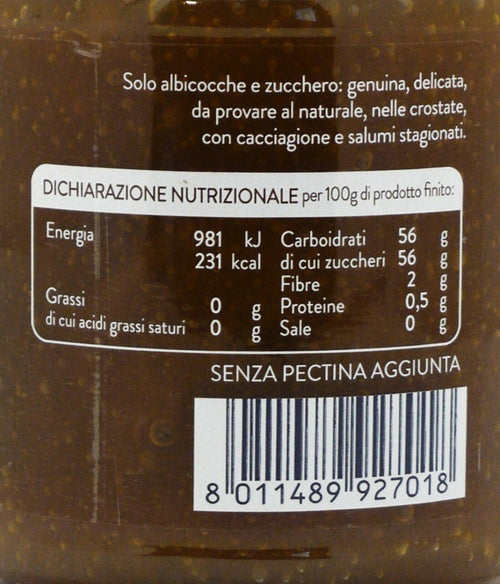 Solo albicocche e zucchero: genuina, delicata,
da provare al naturale, nelle crostate,
con cacciagione e salumi stagionati.
DICHIARAZIONE NUTRIZIONALE per 100g di prodotto finito:
Energia 981 kJ
231 kcal
Grassi 0 g
di cui acidi grassi saturi 0 g
Carboidrati 56 g
di cui zuccheri 56 g
Fibre 2 g
Proteine 0,5 g
Sale 0 g
SENZA PECTINA AGGIUNTA
8 011489 927018